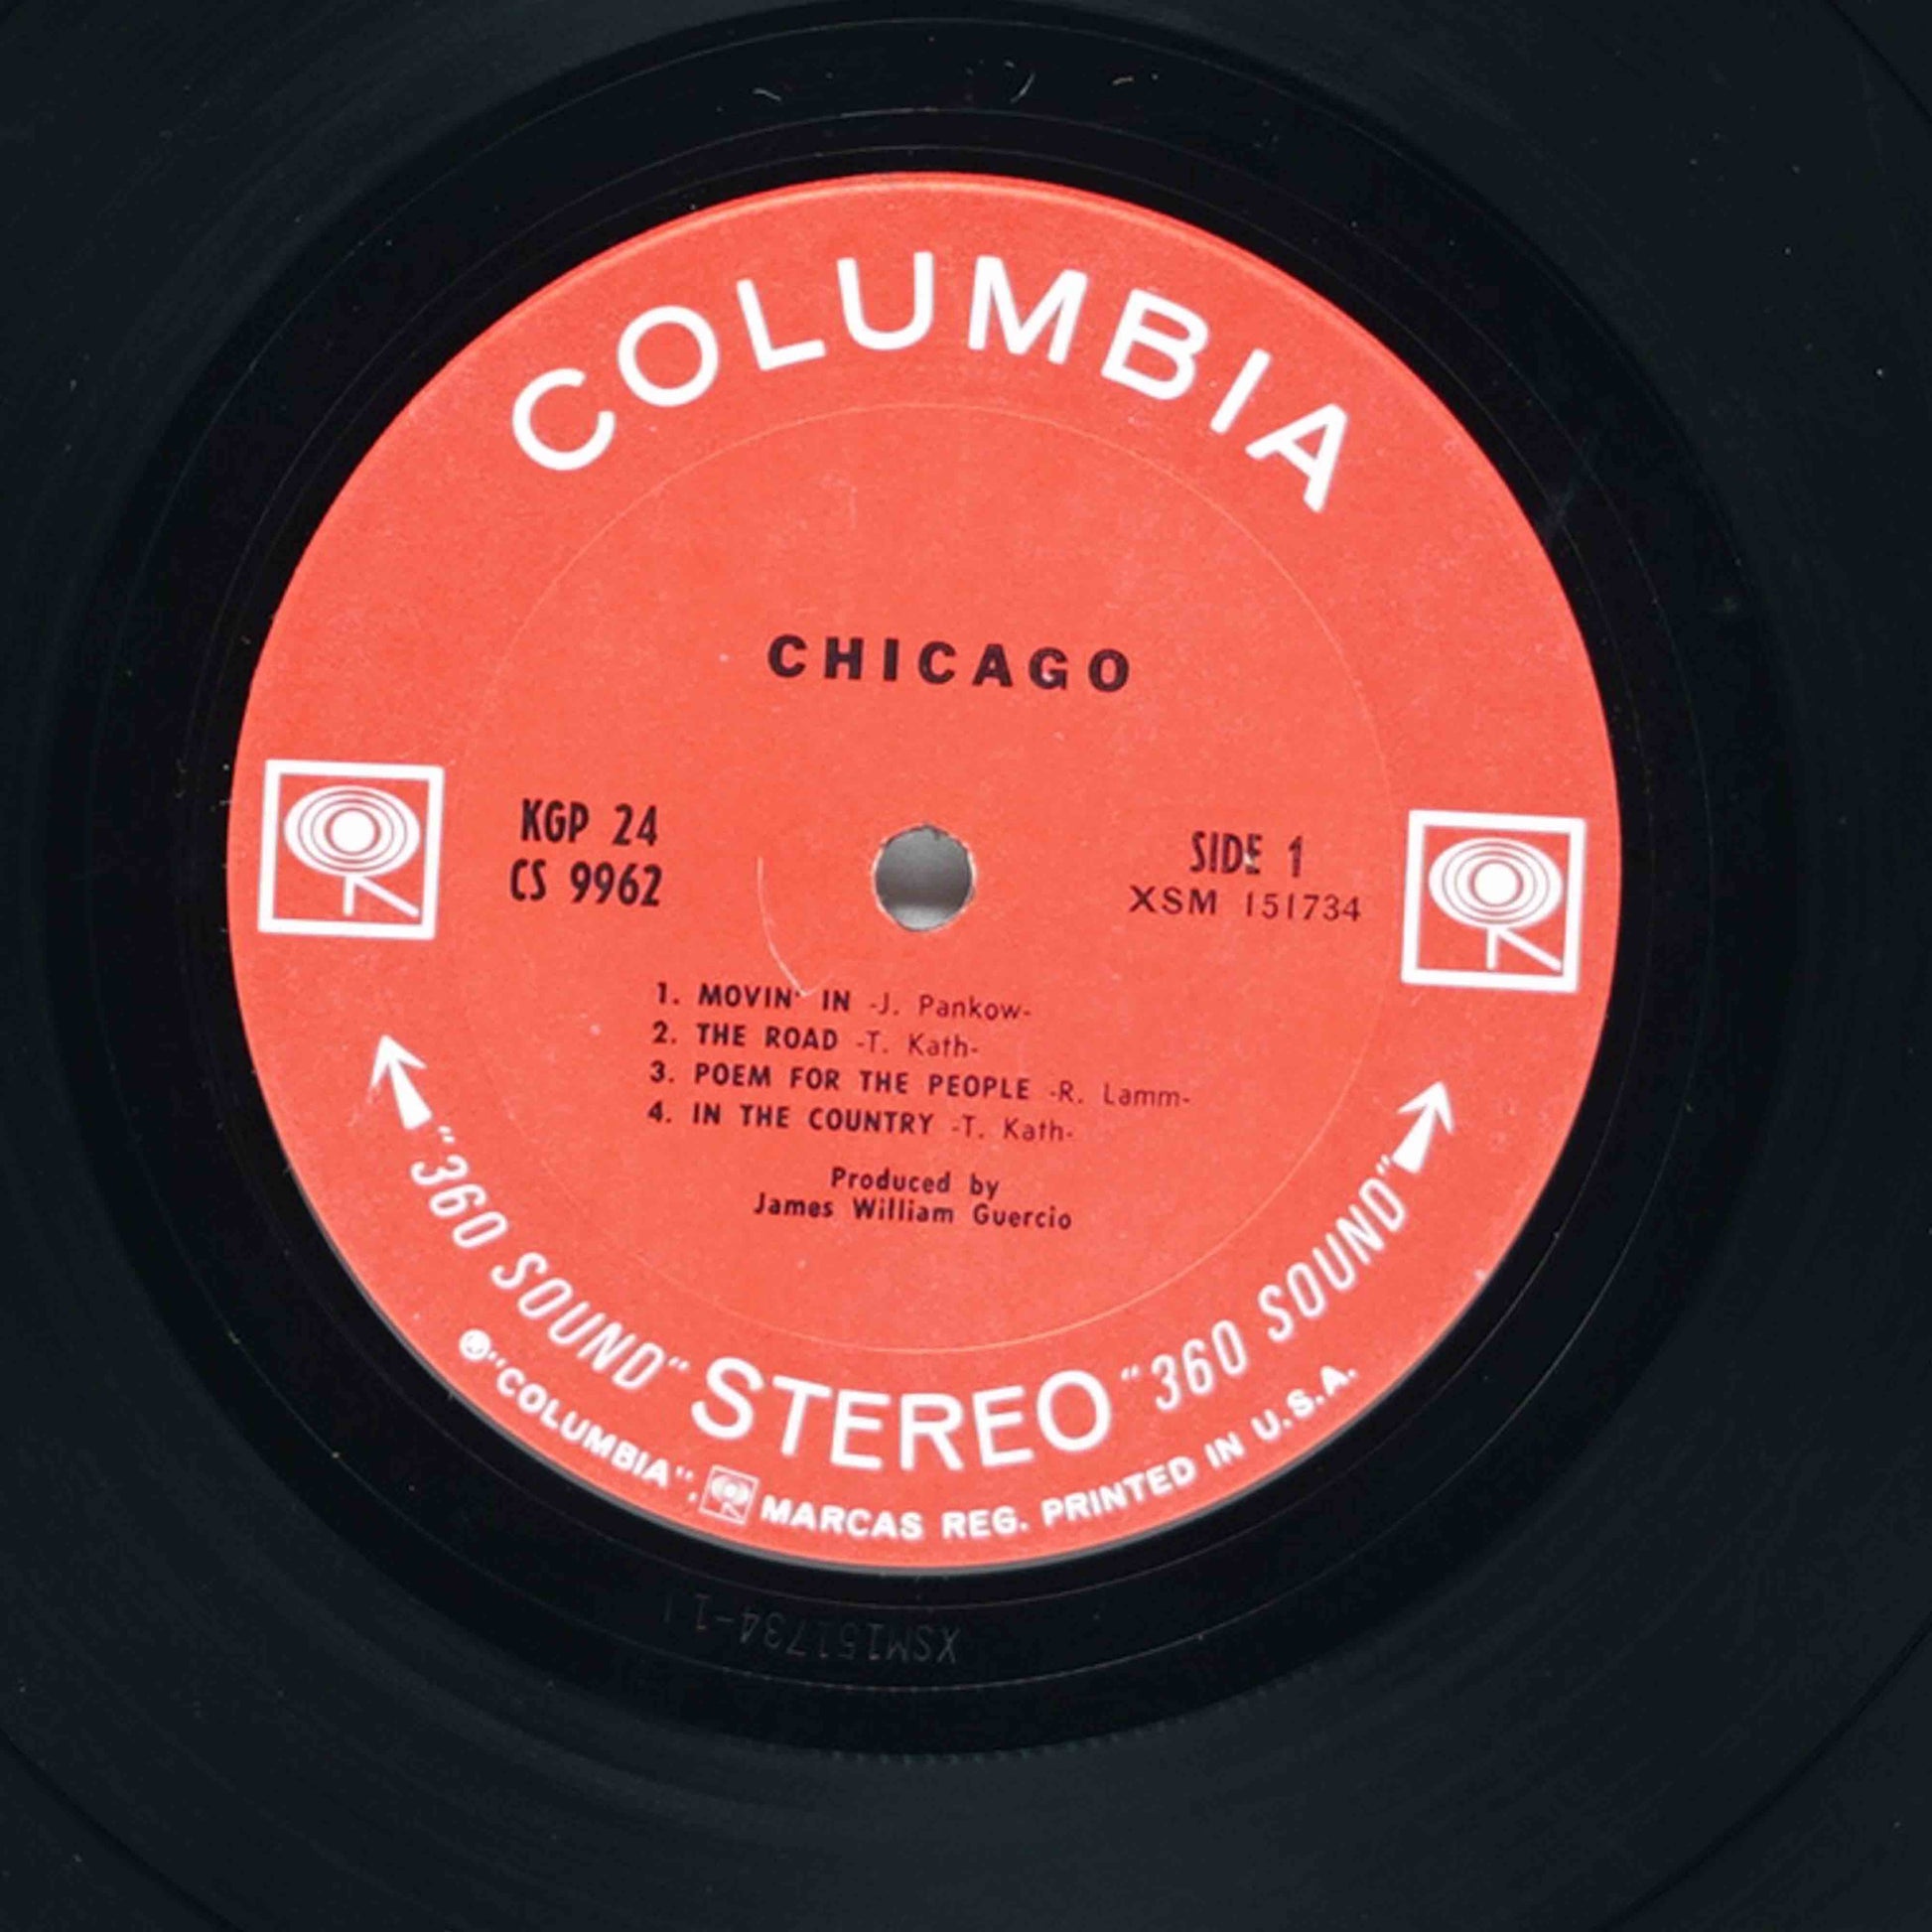 COLUMBIA
CHICAGO
KGP 24
CS 9962
SIDE 1
XSM 151734
1. MOVIN' IN -J. Pankow-
2. THE ROAD -T. Kath-
3. POEM FOR THE PEOPLE -R. Lamm-
4. IN THE COUNTRY -T. Kath-
Produced by
James William Guercio
"360 SOUND" STEREO "360 SOUND"
"COLUMBIA", MARCAS REG. PRINTED IN U.S.A.
XSM151734-1